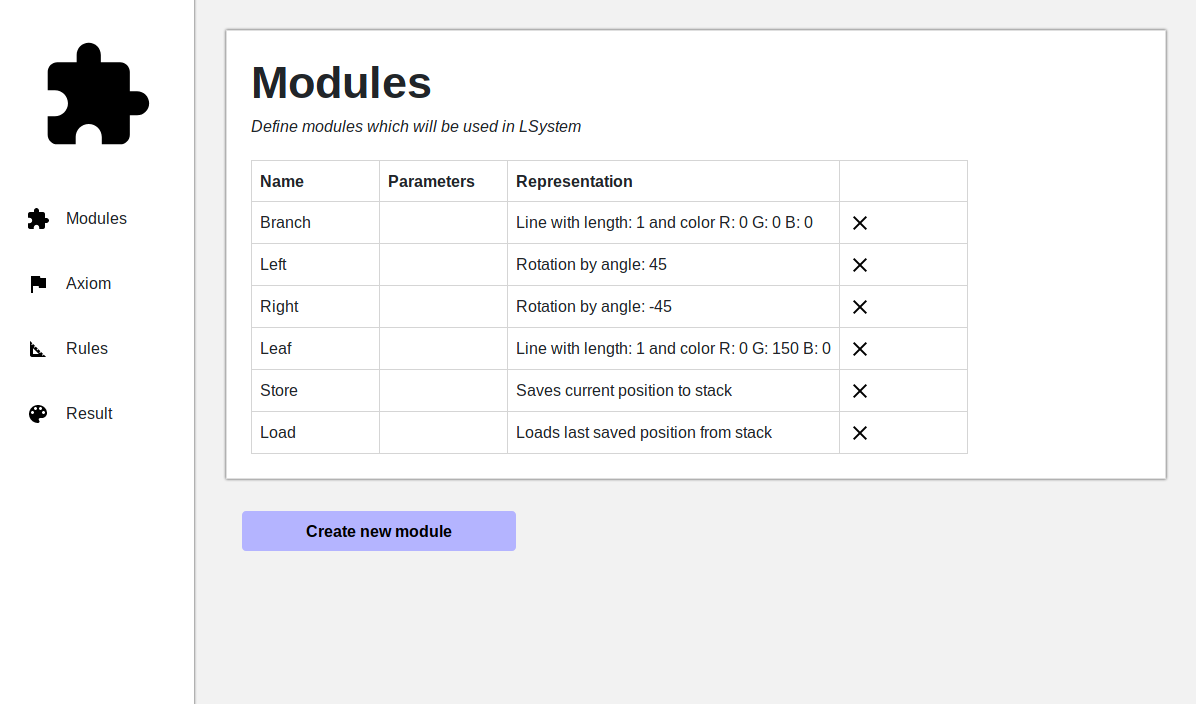 Modules
Axiom
Rules
Result
Modules
Define modules which will be used in LSystem
Name Parameters Representation
Branch Line with length: 1 and color R: 0 G: 0 B: 0
Left Rotation by angle: 45
Right Rotation by angle: -45
Leaf Line with length: 1 and color R: 0 G: 150 B: 0
Store Saves current position to stack
Load Loads last saved position from stack
Create new module